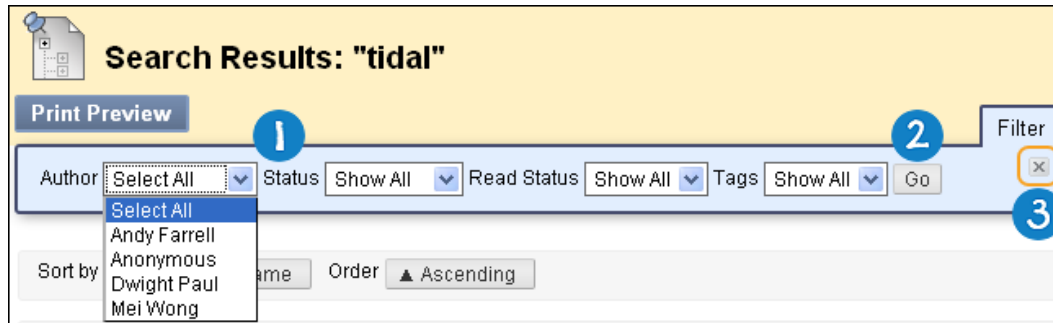 Search Results: "tidal"
Print Preview
1
2
Filter
Author Select All Status Show All Read Status Show All Tags Show All Go
3
Select All
Andy Farrell
Anonymous
Dwight Paul
Mei Wong
Sort by Order ▲ Ascending